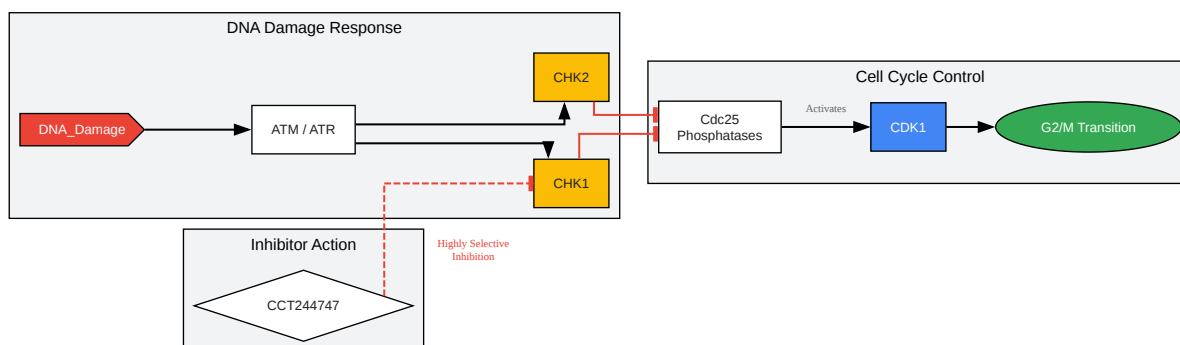 DNA Damage Response
CHK2
DNA_Damage
ATM / ATR
CHK1
Cell Cycle Control
Cdc25
Phosphatases
Activates
CDK1
G2/M Transition
Highly Selective
Inhibition
Inhibitor Action
CCT244747